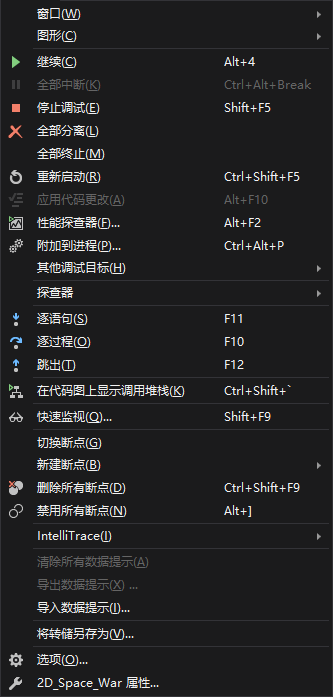 窗口(W)
图形(C)
继续(C) Alt+4
全部中断(K) Ctrl+Alt+Break
停止调试(E) Shift+F5
全部分离(L)
全部终止(M)
重新启动(R) Ctrl+Shift+F5
应用代码更改(A) Alt+F10
性能探查器(F)... Alt+F2
附加到进程(P)... Ctrl+Alt+P
其他调试目标(H)
探查器
逐语句(S) F11
逐过程(O) F10
跳出(T) F12
在代码图上显示调用堆栈(K) Ctrl+Shift+`
快速监视(Q)... Shift+F9
切换断点(G)
新建断点(B)
删除所有断点(D) Ctrl+Shift+F9
禁用所有断点(N) Alt+]
IntelliTrace(I)
清除所有数据提示(A)
导出数据提示(X) ...
导入数据提示(I)...
将转储另存为(V)...
选项(O)...
2D_Space_War 属性...